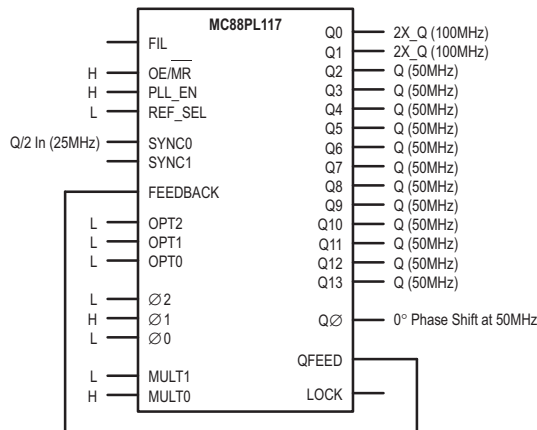 MC88PL117
FIL
H OE/MR
H PLL_EN
L REF_SEL
Q/2 In (25MHz) SYNC0
SYNC1
FEEDBACK
L OPT2
L OPT1
L OPT0
L ∅2
H ∅1
L ∅0
L MULT1
H MULT0
Q0 2X_Q (100MHz)
Q1 2X_Q (100MHz)
Q2 Q (50MHz)
Q3 Q (50MHz)
Q4 Q (50MHz)
Q5 Q (50MHz)
Q6 Q (50MHz)
Q7 Q (50MHz)
Q8 Q (50MHz)
Q9 Q (50MHz)
Q10 Q (50MHz)
Q11 Q (50MHz)
Q12 Q (50MHz)
Q13 Q (50MHz)
Q∅ 0° Phase Shift at 50MHz
QFEED
LOCK